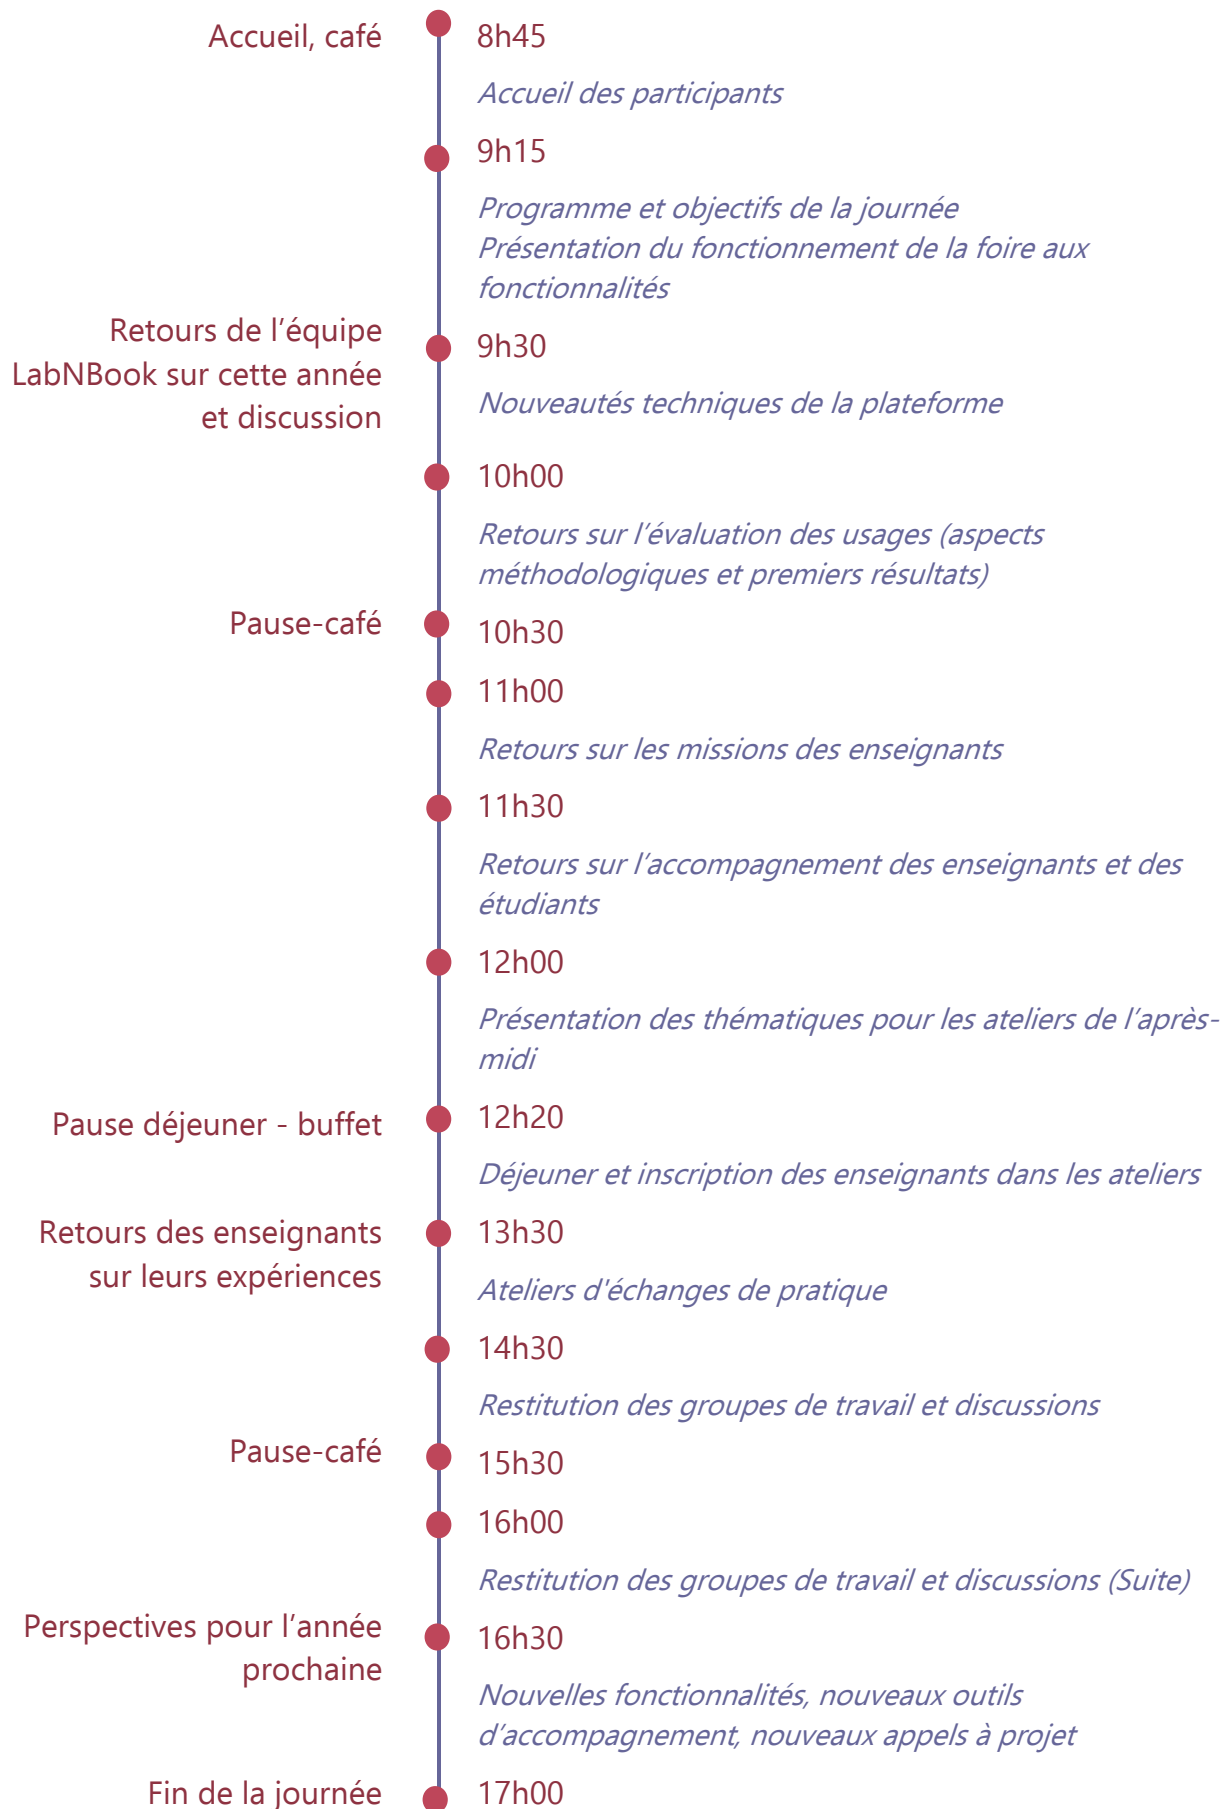 Accueil, café
8h45
Accueil des participants
9h15
Programme et objectifs de la journée
Présentation du fonctionnement de la foire aux
fonctionnalités
Retours de l’équipe
LabNBook sur cette année
et discussion
9h30
Nouveautés techniques de la plateforme
10h00
Retours sur l’évaluation des usages (aspects
méthodologiques et premiers résultats)
Pause-café
10h30
11h00
Retours sur les missions des enseignants
11h30
Retours sur l’accompagnement des enseignants et des
étudiants
12h00
Présentation des thématiques pour les ateliers de l’après-
midi
Pause déjeuner - buffet
12h20
Déjeuner et inscription des enseignants dans les ateliers
Retours des enseignants
sur leurs expériences
13h30
Ateliers d'échanges de pratique
14h30
Restitution des groupes de travail et discussions
Pause-café
15h30
16h00
Restitution des groupes de travail et discussions (Suite)
Perspectives pour l’année
prochaine
16h30
Nouvelles fonctionnalités, nouveaux outils
d’accompagnement, nouveaux appels à projet
Fin de la journée
17h00